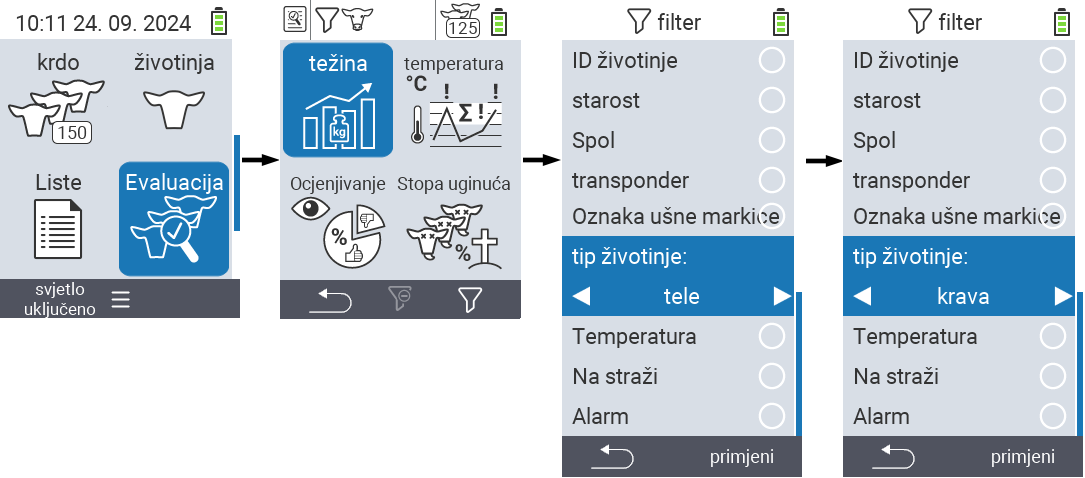 10:11 24. 09. 2024
krdo
životinja
150
Liste
Evaluacija
svjetlo
uključeno
125
težina
kg
temperatura
°C
!
!
Σ !
Ocjenjivanje
%
Stopa uginuća
%
filter
ID životinje
starost
Spol
transponder
Oznaka ušne markice
tip životinje:
tele
Temperatura
Na straži
Alarm
primjeni
filter
ID životinje
starost
Spol
transponder
Oznaka ušne markice
tip životinje:
krava
Temperatura
Na straži
Alarm
primjeni